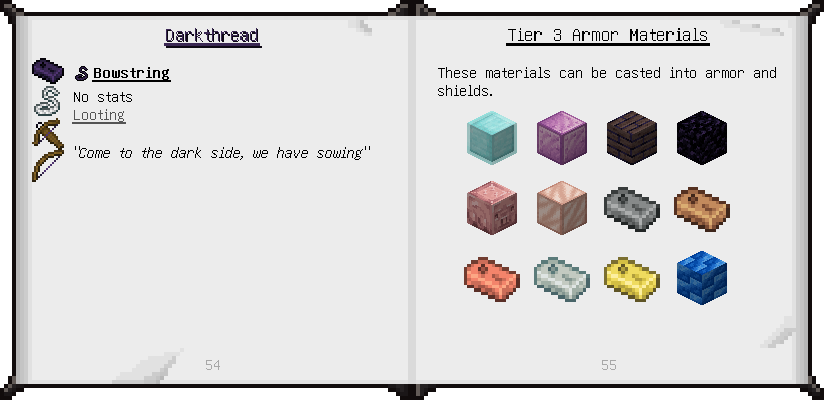 Darkthread
Bowstring
No stats
Looting
"Come to the dark side, we have sowing"
54
Tier 3 Armor Materials
These materials can be casted into armor and
shields.
55